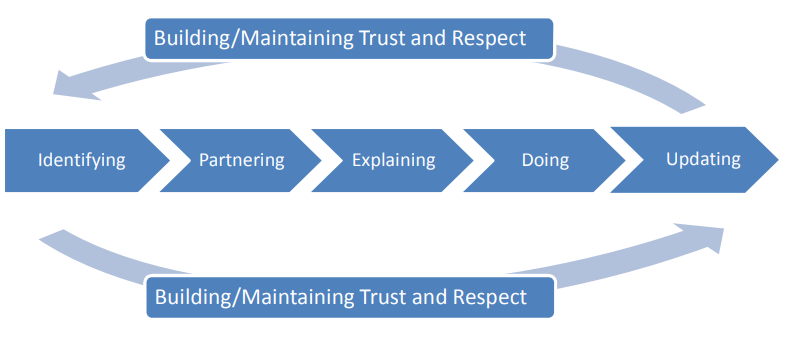 Building/Maintaining Trust and Respect
Identifying
Partnering
Explaining
Doing
Updating
Building/Maintaining Trust and Respect